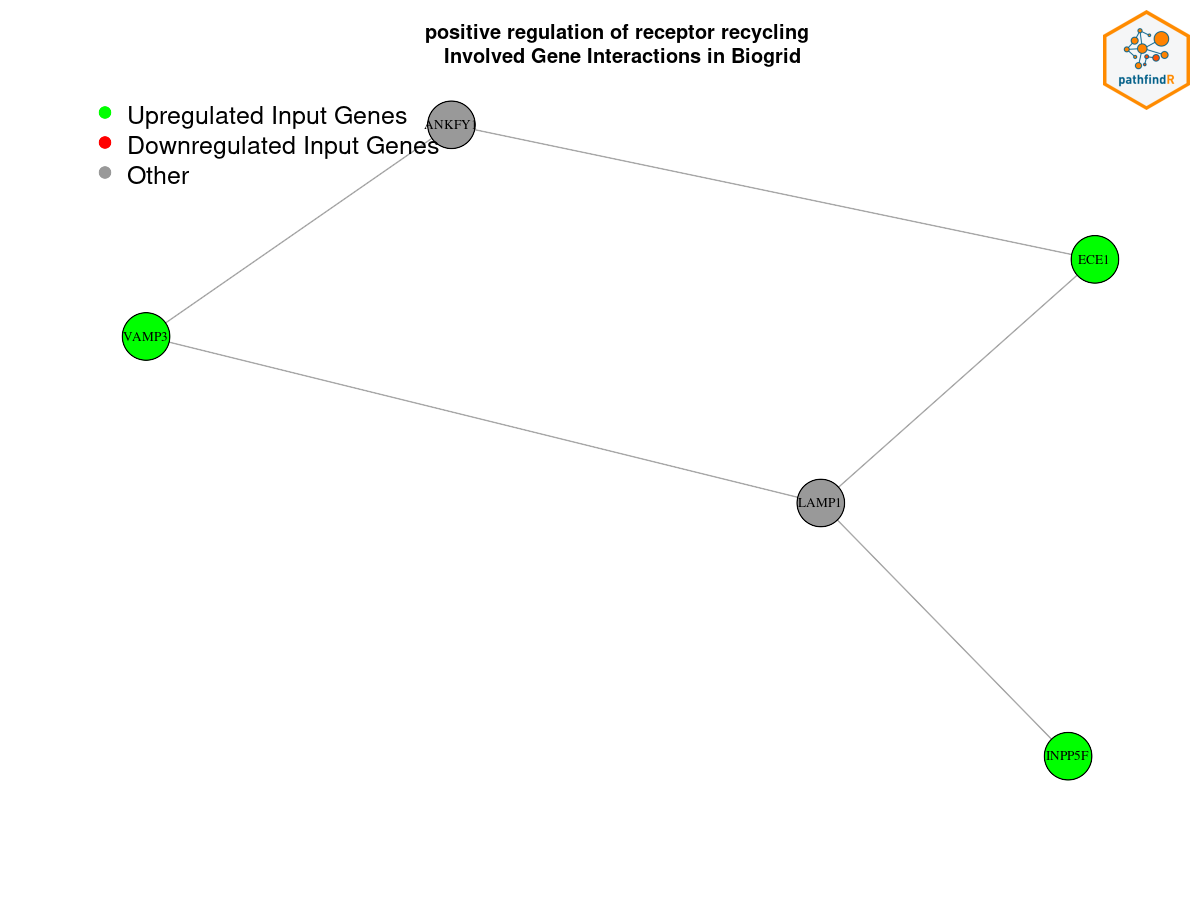 positive regulation of receptor recycling
Involved Gene Interactions in Biogrid
pathfindR
Upregulated Input Genes
Downregulated Input Genes
Other
ANKFY1
ECE1
VAMP3
LAMP1
INPP5F